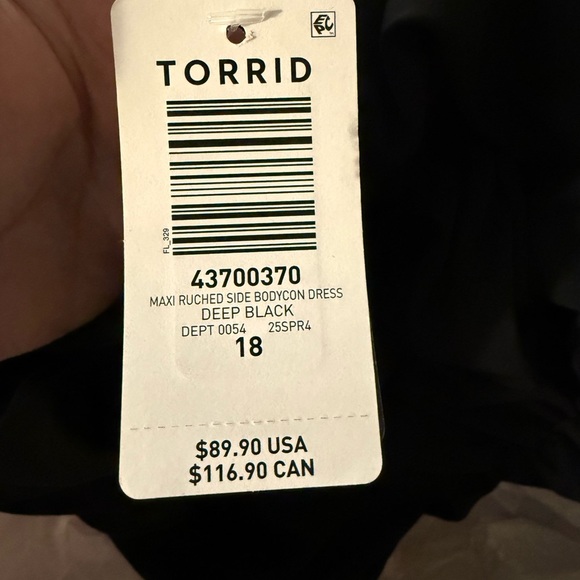 TORRID
FL_329
43700370
MAXI RUCHED SIDE BODYCON DRESS
DEEP BLACK
DEPT 0054 25SPR4
18
$89.90 USA
$116.90 CAN